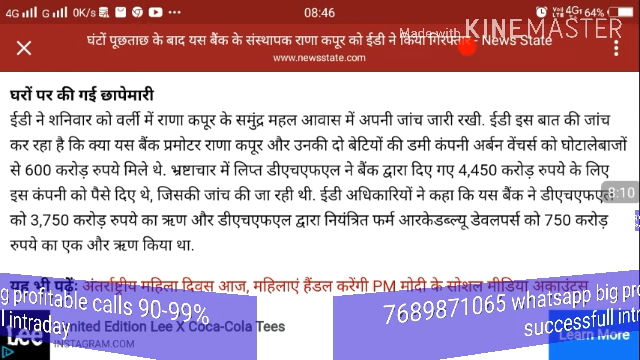 4G G 0K/s 08:46 4G 64%
Made with KINEMASTER
घंटों पूछताछ के बाद यस बैंक के संस्थापक राणा कपूर को ईडी ने किया गिरफ्तार - News State
www.newsstate.com
घरों पर की गई छापेमारी
ईडी ने शनिवार को वर्ली में राणा कपूर के समुंद्र महल आवास में अपनी जांच जारी रखी. ईडी इस बात की जांच
कर रहा है कि क्या यस बैंक प्रमोटर राणा कपूर और उनकी दो बेटियों की डमी कंपनी अर्बन वेंचर्स को घोटालेबाजों
से 600 करोड़ रुपये मिले थे. भ्रष्टाचार में लिप्त डीएचएफएल ने बैंक द्वारा दिए गए 4,450 करोड़ रुपये के लिए
इस कंपनी को पैसे दिए थे, जिसकी जांच की जा रही थी. ईडी अधिकारियों ने कहा कि यस बैंक ने डीएचएफएल
8:10
को 3,750 करोड़ रुपये का ऋण और डीएचएफएल द्वारा नियंत्रित फर्म आरकेडब्ल्यू डेवलपर्स को 750 करोड़
रुपये का एक और ऋण किया था.
यह भी पढ़ें: अंतर्राष्ट्रीय महिला दिवस आज, महिलाएं हैंडल करेंगी PM मोदी के सोशल मीडिया अकाउंट्स
g profitable calls 90-99%
l intraday
7689871065 whatsapp big pro
successfull intr
Lee
nited Edition Lee X Coca-Cola Tees
INSTAGRAM.COM
Learn More